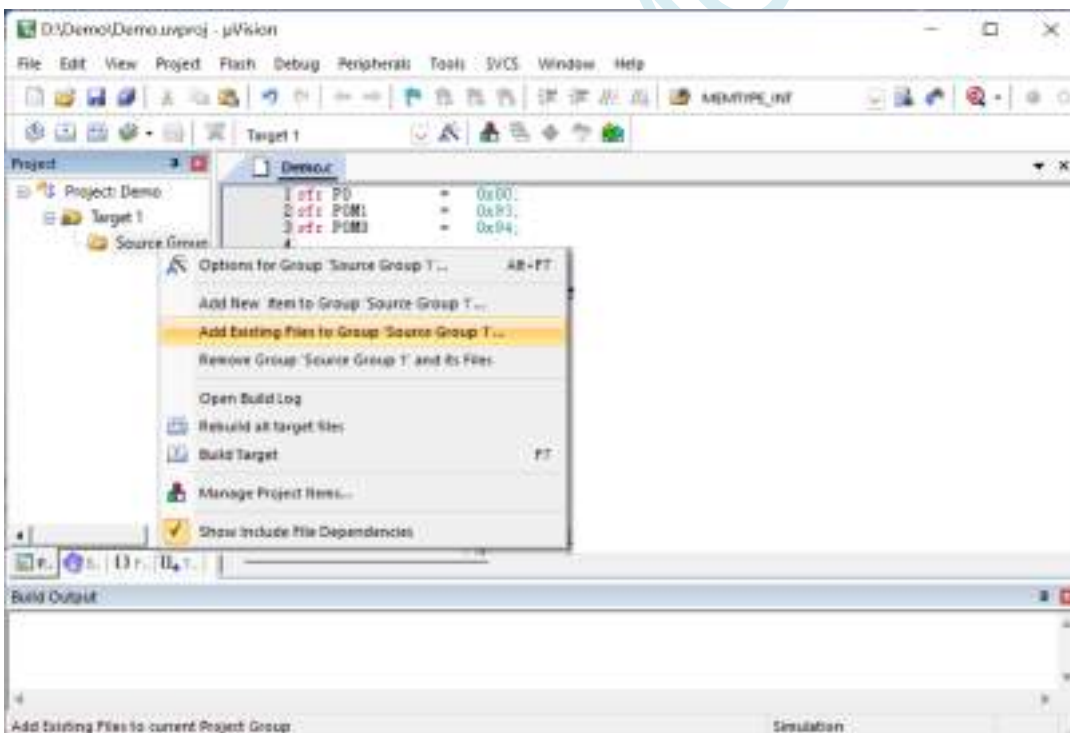 D:\Demo\Demo.uvproj - µVision
File Edit View Project Flash Debug Peripherals Tools SVCS Window Help
MEMTYPE_INT
Target 1
Project
Demo.c
Project: Demo
Target 1
Source Group
1 sfr P0 = 0x80;
2 sfr P0M1 = 0x93;
3 sfr P0M0 = 0x94;
4
Options for Group 'Source Group 1'... Alt+F7
Add New Item to Group 'Source Group 1'...
Add Existing Files to Group 'Source Group 1'...
Remove Group 'Source Group 1' and its Files
Open Build Log
Rebuild all target files
Build Target F7
Manage Project Items...
Show Include File Dependencies
Build Output
Add Existing Files to current Project Group
Simulation